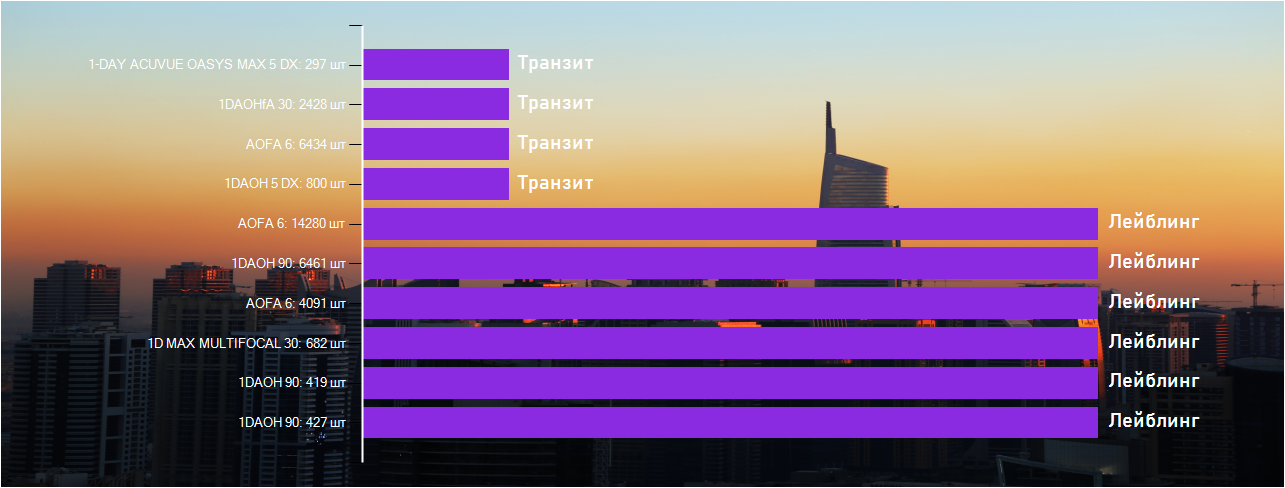 1-DAY ACUVUE OASYS MAX 5 DX: 297 шт Транзит
1DAOHfA 30: 2428 шт Транзит
AOFA 6: 6434 шт Транзит
1DAOH 5 DX: 800 шт Транзит
AOFA 6: 14280 шт Лейблинг
1DAOH 90: 6461 шт Лейблинг
AOFA 6: 4091 шт Лейблинг
1D MAX MULTIFOCAL 30: 682 шт Лейблинг
1DAOH 90: 419 шт Лейблинг
1DAOH 90: 427 шт Лейблинг